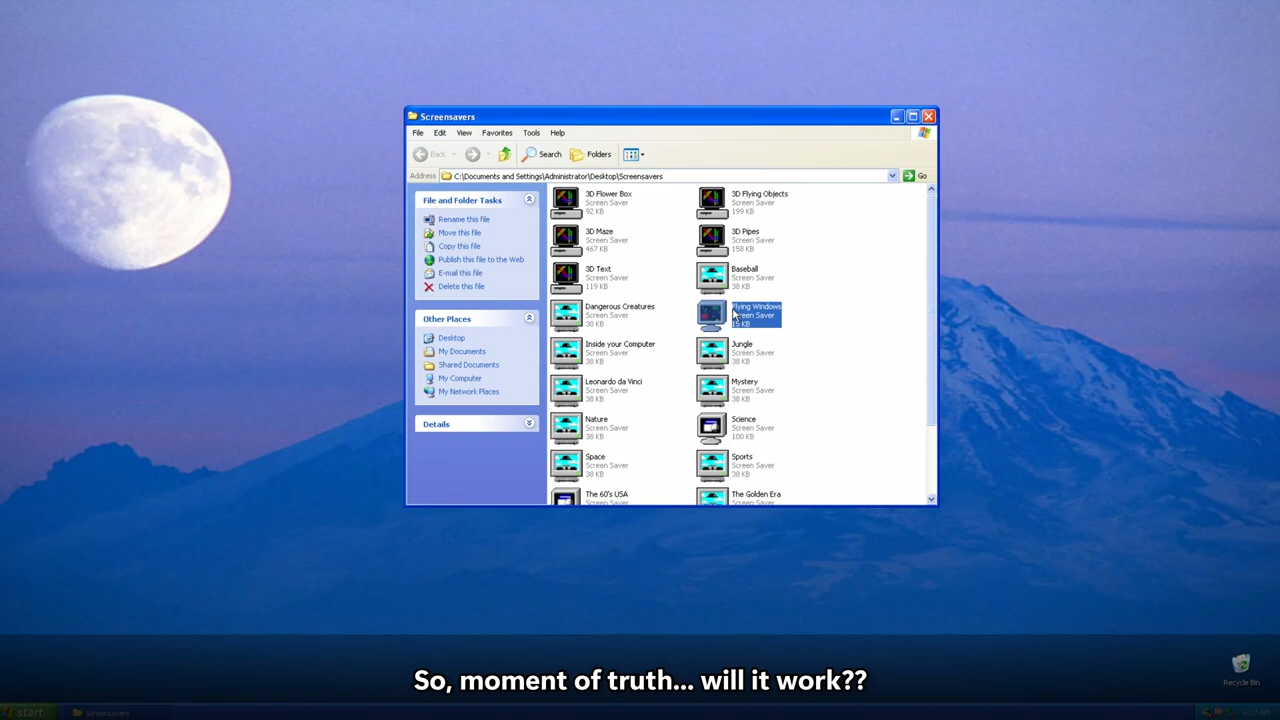 Screensavers
File Edit View Favorites Tools Help
Back Search Folders
Address C:\Documents and Settings\Administrator\Desktop\Screensavers Go
File and Folder Tasks
Rename this file
Move this file
Copy this file
Publish this file to the Web
E-mail this file
Delete this file
Other Places
Desktop
My Documents
Shared Documents
My Computer
My Network Places
Details
3D Flower Box
Screen Saver
92 KB
3D Flying Objects
Screen Saver
199 KB
3D Maze
Screen Saver
467 KB
3D Pipes
Screen Saver
158 KB
3D Text
Screen Saver
119 KB
Baseball
Screen Saver
38 KB
Dangerous Creatures
Screen Saver
38 KB
Flying Windows
Screen Saver
15 KB
Inside your Computer
Screen Saver
38 KB
Jungle
Screen Saver
38 KB
Leonardo da Vinci
Screen Saver
38 KB
Mystery
Screen Saver
38 KB
Nature
Screen Saver
38 KB
Science
Screen Saver
100 KB
Space
Screen Saver
38 KB
Sports
Screen Saver
38 KB
The 60's USA
Screen Saver
The Golden Era
Screen Saver
So, moment of truth... will it work??
Recycle Bin
start Screensavers